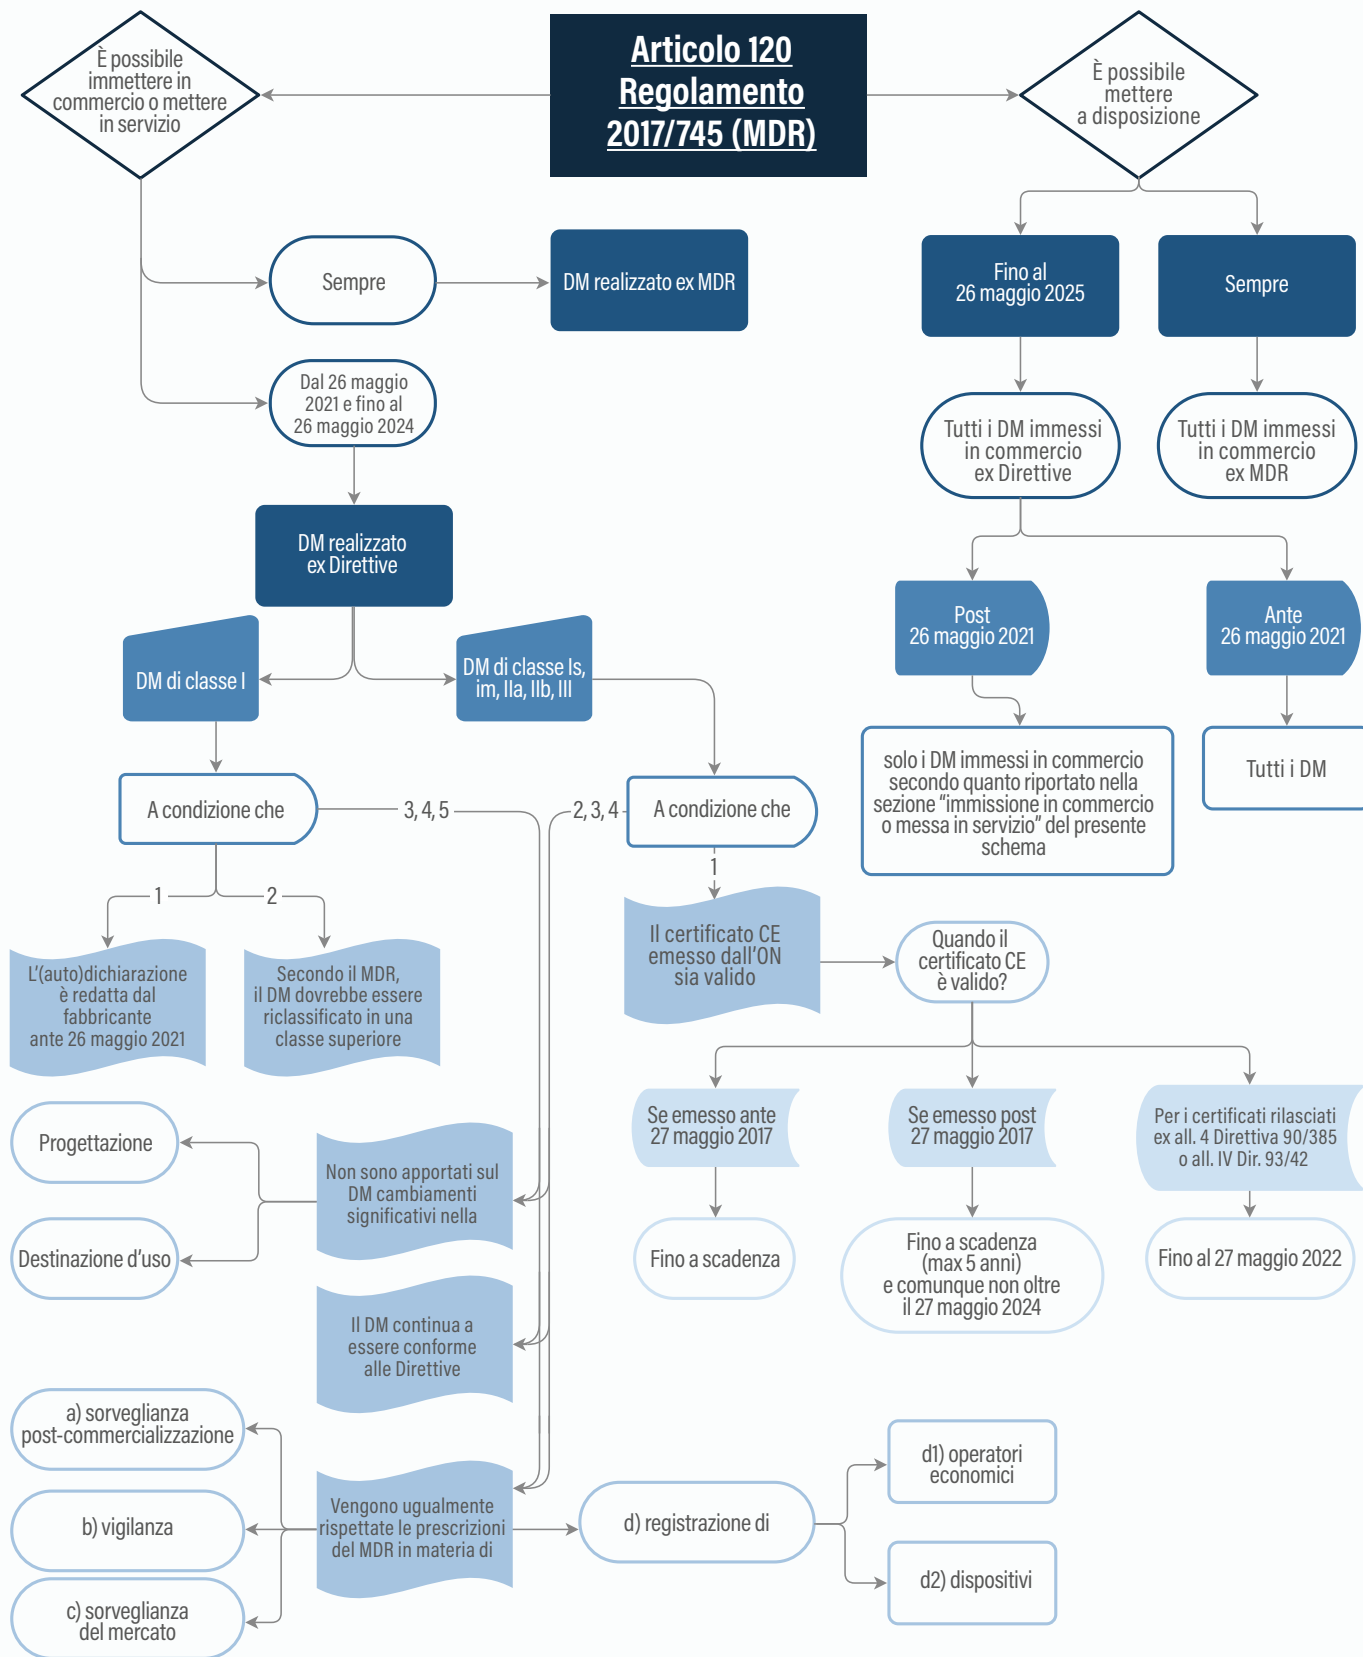 Articolo 120
Regolamento
2017/745 (MDR)
È possibile
immettere in
commercio o mettere
in servizio
È possibile
mettere
a disposizione
Sempre
DM realizzato ex MDR
Dal 26 maggio
2021 e fino al
26 maggio 2024
DM realizzato
ex Direttive
DM di classe I
DM di classe Is,
im, IIa, IIb, III
A condizione che
3, 4, 5
2, 3, 4
A condizione che
1
2
1
L'(auto)dichiarazione
è redatta dal
fabbricante
ante 26 maggio 2021
Secondo il MDR,
il DM dovrebbe essere
riclassificato in una
classe superiore
Il certificato CE
emesso dall'ON
sia valido
Quando il
certificato CE
è valido?
Se emesso ante
27 maggio 2017
Se emesso post
27 maggio 2017
Per i certificati rilasciati
ex all. 4 Direttiva 90/385
o all. IV Dir. 93/42
Fino a scadenza
Fino a scadenza
(max 5 anni)
e comunque non oltre
il 27 maggio 2024
Fino al 27 maggio 2022
Fino al
26 maggio 2025
Sempre
Tutti i DM immessi
in commercio
ex Direttive
Tutti i DM immessi
in commercio
ex MDR
Post
26 maggio 2021
Ante
26 maggio 2021
solo i DM immessi in commercio
secondo quanto riportato nella
sezione "immissione in commercio
o messa in servizio" del presente
schema
Tutti i DM
Progettazione
Destinazione d'uso
Non sono apportati sul
DM cambiamenti
significativi nella
Il DM continua a
essere conforme
alle Direttive
Vengono ugualmente
rispettate le prescrizioni
del MDR in materia di
a) sorveglianza
post-commercializzazione
b) vigilanza
c) sorveglianza
del mercato
d) registrazione di
d1) operatori
economici
d2) dispositivi